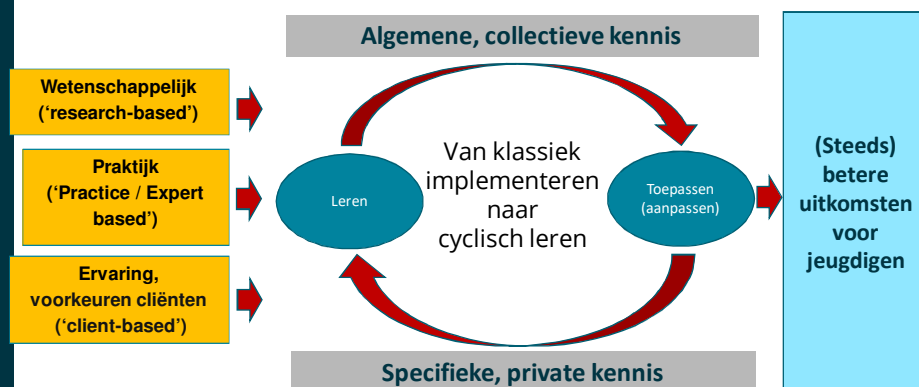 Algemene, collectieve kennis
Wetenschappelijk
(‘research-based’)
Praktijk
(‘Practice / Expert
based’)
Ervaring,
voorkeuren cliënten
(‘client-based’)
Leren
Van klassiek
implementeren
naar
cyclisch leren
Toepassen
(aanpassen)
(Steeds)
betere
uitkomsten
voor
jeugdigen
Specifieke, private kennis